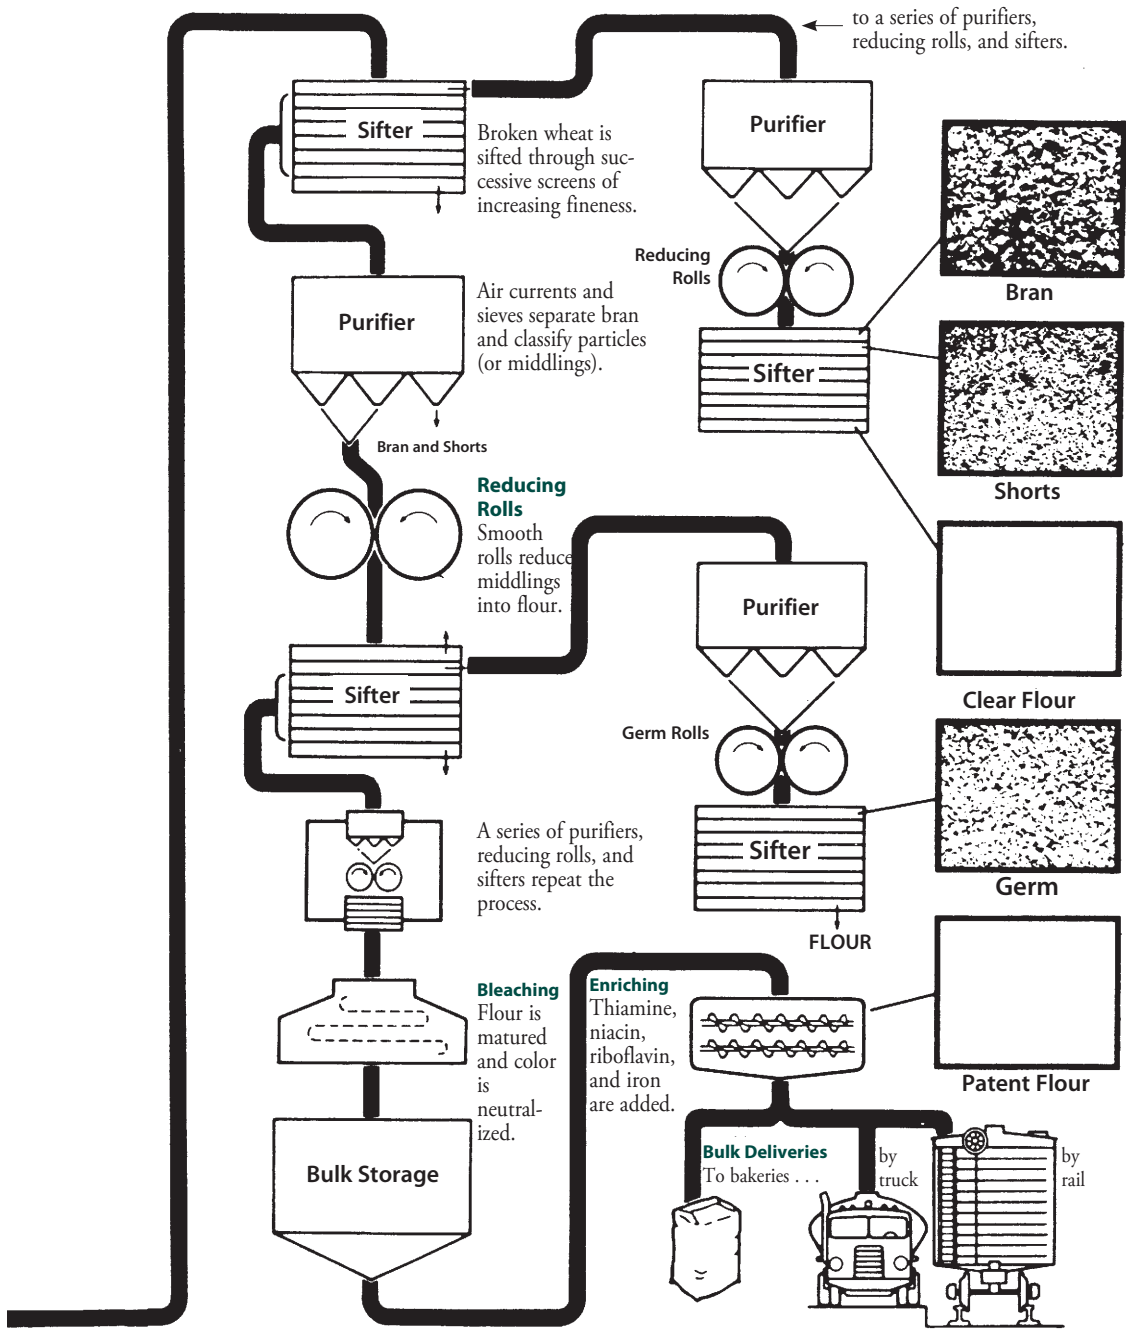 to a series of purifiers,
reducing rolls, and sifters.
Sifter
Broken wheat is
sifted through suc-
cessive screens of
increasing fineness.
Purifier
Reducing
Rolls
Sifter
Bran
Shorts
Clear Flour
Purifier
Air currents and
sieves separate bran
and classify particles
(or middlings).
Bran and Shorts
Reducing
Rolls
Smooth
rolls reduce
middlings
into flour.
Sifter
Purifier
Germ Rolls
Sifter
FLOUR
Germ
A series of purifiers,
reducing rolls, and
sifters repeat the
process.
Bleaching
Flour is
matured
and color
is
neutral-
ized.
Bulk Storage
Enriching
Thiamine,
niacin,
riboflavin,
and iron
are added.
Patent Flour
Bulk Deliveries
To bakeries . . .
by
truck
by
rail